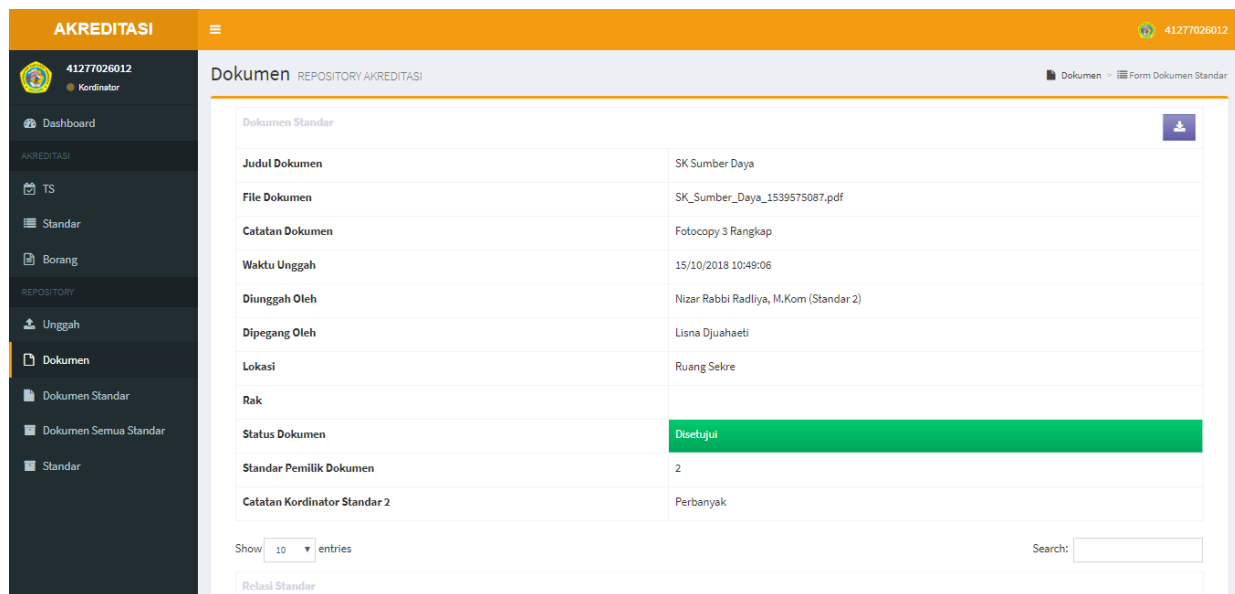 AKREDITASI
41277026012
41277026012
Kordinator
Dashboard
AKREDITASI
TS
Standar
Borang
REPOSITORY
Unggah
Dokumen
Dokumen Standar
Dokumen Semua Standar
Standar
Dokumen REPOSITORY AKREDITASI
Dokumen > Form Dokumen Standar
Dokumen Standar
Judul Dokumen SK Sumber Daya
File Dokumen SK_Sumber_Daya_1539575087.pdf
Catatan Dokumen Fotocopy 3 Rangkap
Waktu Unggah 15/10/2018 10:49:06
Diunggah Oleh Nizar Rabbi Radliya, M.Kom (Standar 2)
Dipegang Oleh Lisna Djuahaeti
Lokasi Ruang Sekre
Rak
Status Dokumen Disetujui
Standar Pemilik Dokumen 2
Catatan Kordinator Standar 2 Perbanyak
Show 10 entries Search:
Relasi Standar